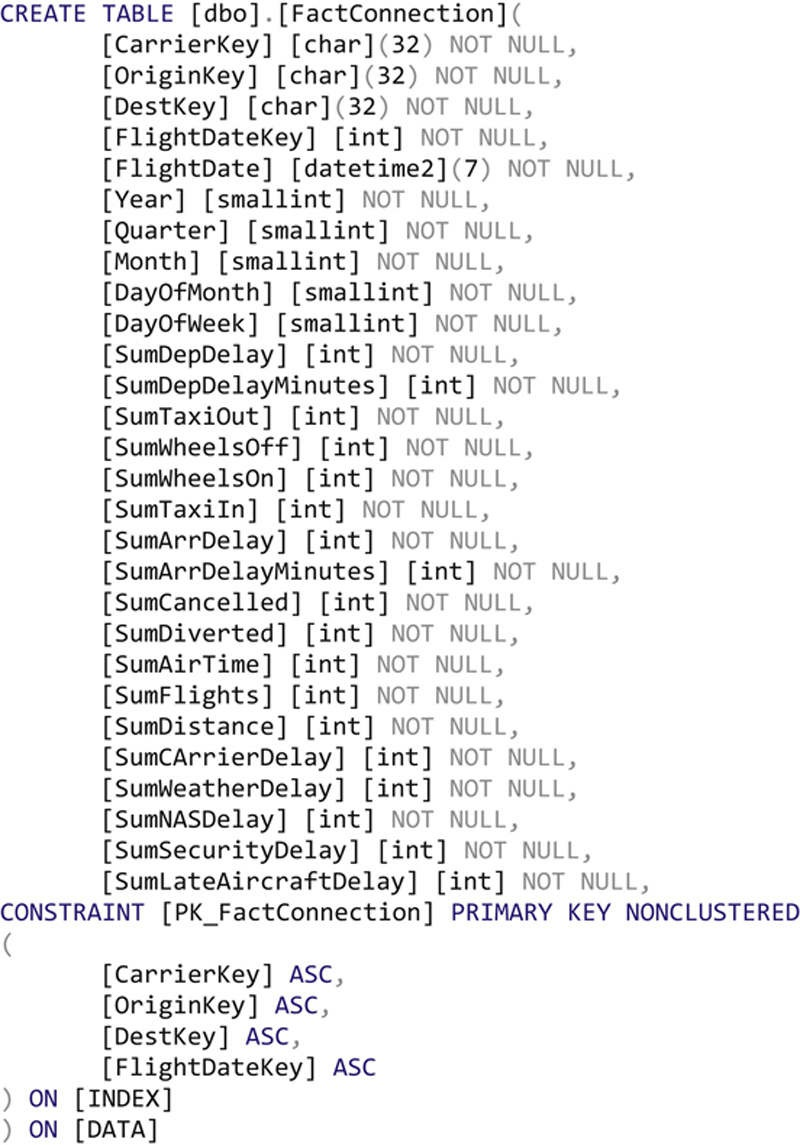 CREATE TABLE [dbo].[FactConnection](
[CarrierKey] [char](32) NOT NULL,
[OriginKey] [char](32) NOT NULL,
[DestKey] [char](32) NOT NULL,
[FlightDateKey] [int] NOT NULL,
[FlightDate] [datetime2](7) NOT NULL,
[Year] [smallint] NOT NULL,
[Quarter] [smallint] NOT NULL,
[Month] [smallint] NOT NULL,
[DayOfMonth] [smallint] NOT NULL,
[DayOfWeek] [smallint] NOT NULL,
[SumDepDelay] [int] NOT NULL,
[SumDepDelayMinutes] [int] NOT NULL,
[SumTaxiOut] [int] NOT NULL,
[SumWheelsOff] [int] NOT NULL,
[SumWheelsOn] [int] NOT NULL,
[SumTaxiIn] [int] NOT NULL,
[SumArrDelay] [int] NOT NULL,
[SumArrDelayMinutes] [int] NOT NULL,
[SumCancelled] [int] NOT NULL,
[SumDiverted] [int] NOT NULL,
[SumAirTime] [int] NOT NULL,
[SumFlights] [int] NOT NULL,
[SumDistance] [int] NOT NULL,
[SumCArrierDelay] [int] NOT NULL,
[SumWeatherDelay] [int] NOT NULL,
[SumNASDelay] [int] NOT NULL,
[SumSecurityDelay] [int] NOT NULL,
[SumLateAircraftDelay] [int] NOT NULL,
CONSTRAINT [PK_FactConnection] PRIMARY KEY NONCLUSTERED
(
[CarrierKey] ASC,
[OriginKey] ASC,
[DestKey] ASC,
[FlightDateKey] ASC
) ON [INDEX]
) ON [DATA]